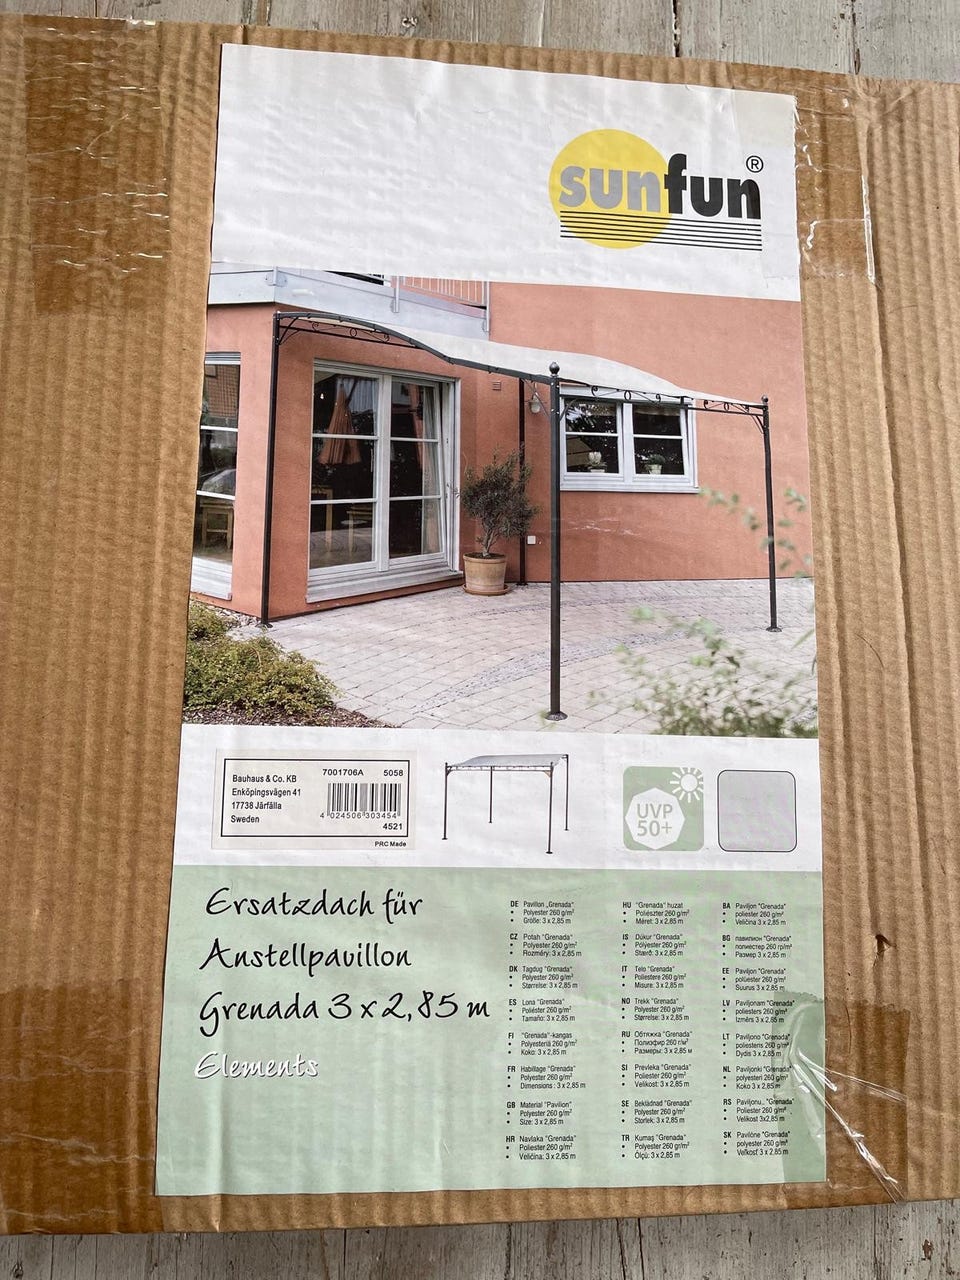 sunfun®
Bauhaus & Co. KB 7001706A 5058
Enköpingsvägen 41
17738 Järfälla
Sweden
4 024506 303454
4521
PRC Made
UVP
50+
Ersatzdach für
Anstellpavillon
Grenada 3 x 2,85 m
Elements
DE Pavillon „Grenada"
• Polyester 260 g/m²
• Größe: 3 x 2,85 m
CZ Potah "Grenada"
• Polyester 260 g/m²
• Rozměry: 3 x 2,85 m
DK Tagdug "Grenada"
• Polyester 260 g/m²
• Størrelse: 3 x 2,85 m
ES Lona "Grenada"
• Poliéster 260 g/m²
• Tamaño: 3 x 2,85 m
FI "Grenada"-kangas
• Polyesteriä 260 g/m²
• Koko: 3 x 2,85 m
FR Habillage "Grenada"
• Polyester 260 g/m²
• Dimensions : 3 x 2,85 m
GB Material "Pavilion"
• Polyester 260 g/m²
• Size: 3 x 2,85 m
HR Navlaka "Grenada"
• Poliester 260 g/m²
• Veličina: 3 x 2,85 m
HU "Grenada" huzat
• Poliészter 260 g/m²
• Méret: 3 x 2,85 m
IS Dúkur "Grenada"
• Pólýester 260 g/m²
• Stærð: 3 x 2,85 m
IT Telo "Grenada"
• Poliestere 260 g/m²
• Misure: 3 x 2,85 m
NO Trekk "Grenada"
• Polyester 260 g/m²
• Størrelse: 3 x 2,85 m
RU Обтяжка "Grenada"
• Полиэфир 260 г/м²
• Размеры: 3 x 2,85 м
SI Prevleka "Grenada"
• Poliester 260 g/m²
• Velikost: 3 x 2,85 m
SE Beklädnad "Grenada"
• Polyester 260 g/m²
• Storlek: 3 x 2,85 m
TR Kumaş "Grenada"
• Polyester 260 g/m²
• Ölçü: 3 x 2,85 m
BA Paviljon "Grenada"
• poliester 260 g/m²
• Veličina 3 x 2,85 m
BG павилион "Grenada"
• полиестер 260 гр/м²
• Размер 3 x 2,85 m
EE Paviljon "Grenada"
• polüester 260 g/m²
• Suurus 3 x 2,85 m
LV Paviljonam "Grenada"
• poliesters 260 g/m²
• Izmērs 3 x 2,85 m
LT Paviljono "Grenada"
• poliesteris 260 g/m²
• Dydis 3 x 2,85 m
NL Paviljonki "Grenada"
• polyesteri 260 g/m²
• Koko 3 x 2,85 m
RS Paviljonu.. "Grenada"
• Poliester 260 g/m²
• Velikost 3x2,85 m
SK Pavilóne "Grenada"
• polyester 260 g/m²
• Veľkosť 3 x 2,85 m